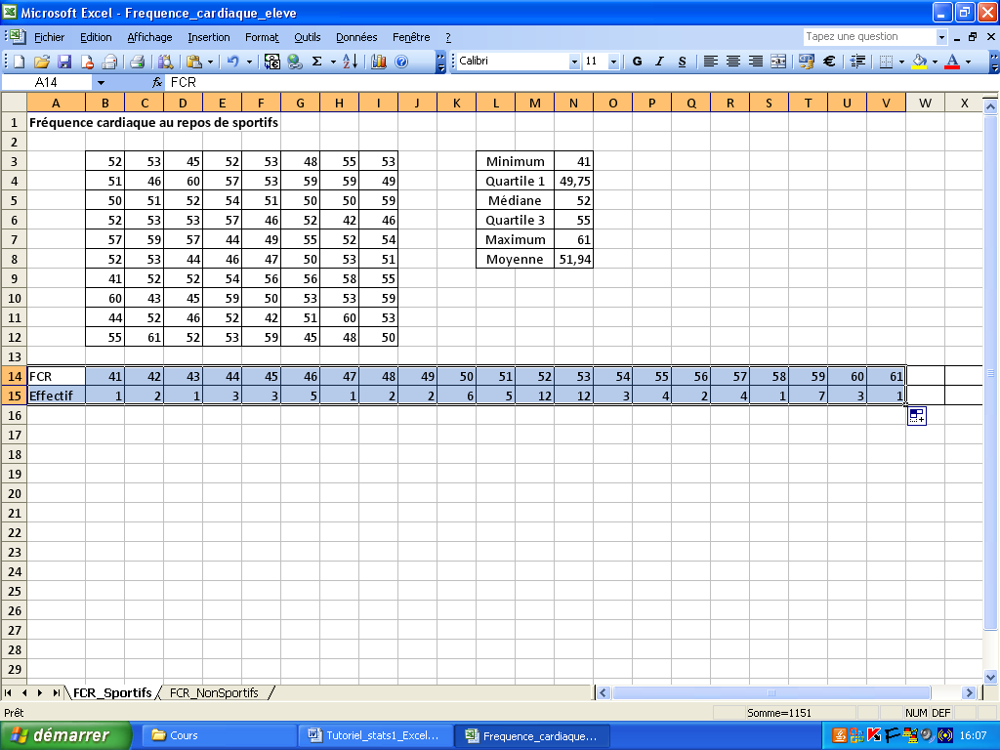 Microsoft Excel - Frequence_cardiaque_eleve
Fichier Edition Affichage Insertion Format Outils Données Fenêtre ? Tapez une question
Calibri 11 G I S
A14 fx FCR
A B C D E F G H I J K L M N O P Q R S T U V W X
1 Fréquence cardiaque au repos de sportifs
2
3 52 53 45 52 53 48 55 53 Minimum 41
4 51 46 60 57 53 59 59 49 Quartile 1 49,75
5 50 51 52 54 51 50 50 59 Médiane 52
6 52 53 53 57 46 52 42 46 Quartile 3 55
7 57 59 57 44 49 55 52 54 Maximum 61
8 52 53 44 46 47 50 53 51 Moyenne 51,94
9 41 52 52 54 56 56 58 55
10 60 43 45 59 50 53 53 59
11 44 52 46 52 42 51 60 53
12 55 61 52 53 59 45 48 50
13
14 FCR 41 42 43 44 45 46 47 48 49 50 51 52 53 54 55 56 57 58 59 60 61
15 Effectif 1 2 1 3 3 5 1 2 2 6 5 12 12 3 4 2 4 1 7 3 1
16
17
18
19
20
21
22
23
24
25
26
27
28
29
FCR_Sportifs FCR_NonSportifs
Prêt Somme=1151 NUM DEF
démarrer Cours Tutoriel_stats1_Excel... Frequence_cardiaque... 16:07